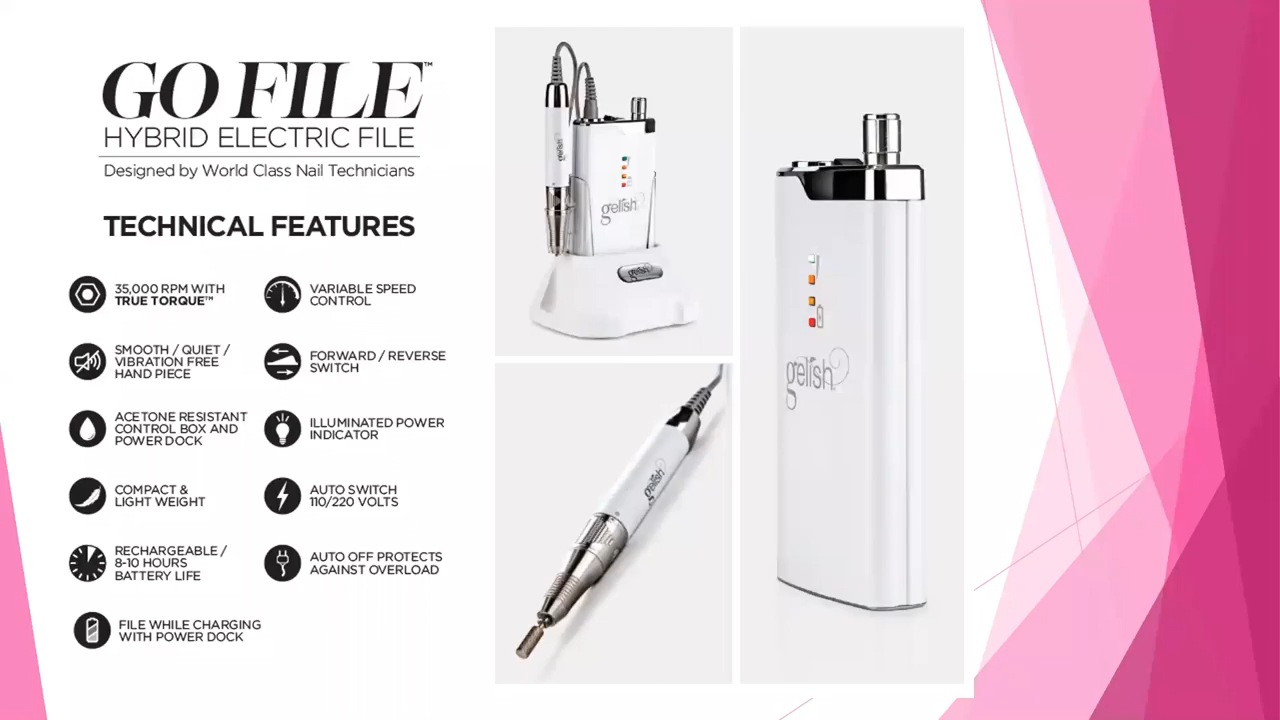 GO FILE™
HYBRID ELECTRIC FILE
Designed by World Class Nail Technicians
TECHNICAL FEATURES
35,000 RPM WITH
TRUE TORQUE™
VARIABLE SPEED
CONTROL
SMOOTH / QUIET /
VIBRATION FREE
HAND PIECE
FORWARD / REVERSE
SWITCH
ACETONE RESISTANT
CONTROL BOX AND
POWER DOCK
ILLUMINATED POWER
INDICATOR
COMPACT &
LIGHT WEIGHT
AUTO SWITCH
110/220 VOLTS
RECHARGEABLE /
8-10 HOURS
BATTERY LIFE
AUTO OFF PROTECTS
AGAINST OVERLOAD
FILE WHILE CHARGING
WITH POWER DOCK
gelish
gelish
gelish
gelish
gelish